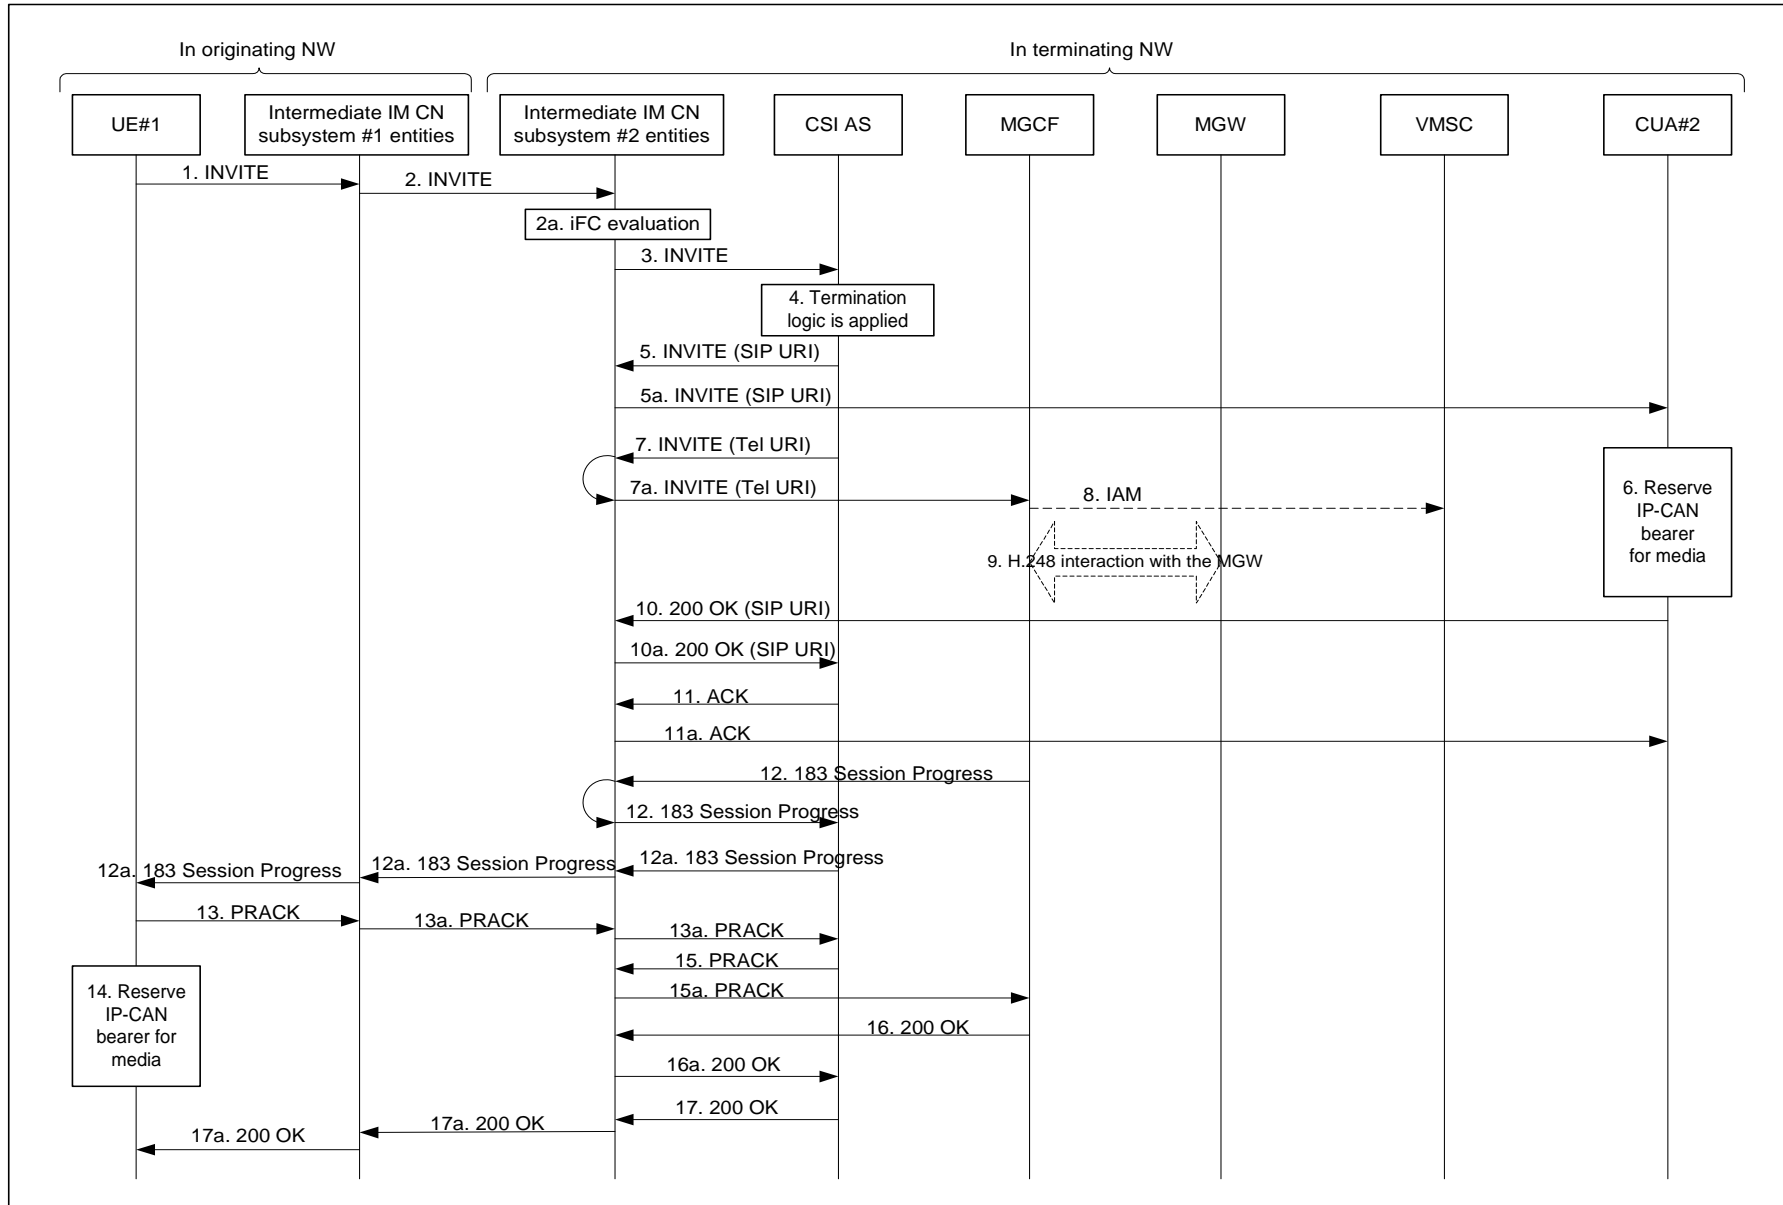 In originating NW
In terminating NW
UE#1
Intermediate IM CN
subsystem #1 entities
Intermediate IM CN
subsystem #2 entities
CSI AS
MGCF
MGW
VMSC
CUA#2
1. INVITE
2. INVITE
2a. iFC evaluation
3. INVITE
4. Termination
logic is applied
5. INVITE (SIP URI)
5a. INVITE (SIP URI)
7. INVITE (Tel URI)
7a. INVITE (Tel URI)
8. IAM
6. Reserve
IP-CAN
bearer
for media
9. H.248 interaction with the MGW
10. 200 OK (SIP URI)
10a. 200 OK (SIP URI)
11. ACK
11a. ACK
12. 183 Session Progress
12. 183 Session Progress
12a. 183 Session Progress
12a. 183 Session Progress
12a. 183 Session Progress
13. PRACK
13a. PRACK
13a. PRACK
15. PRACK
14. Reserve
IP-CAN
bearer for
media
15a. PRACK
16. 200 OK
16a. 200 OK
17. 200 OK
17a. 200 OK
17a. 200 OK